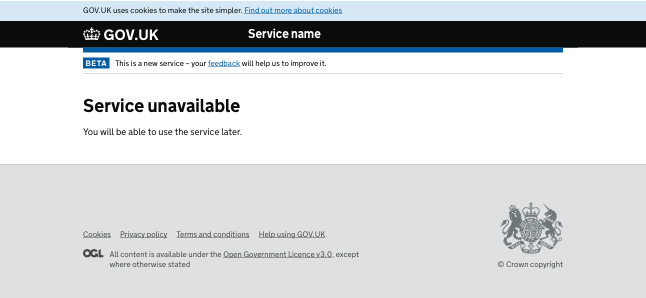 GOV.UK uses cookies to make the site simpler. Find out more about cookies
GOV.UK Service name
BETA This is a new service – your feedback will help us to improve it.
Service unavailable
You will be able to use the service later.
Cookies Privacy policy Terms and conditions Help using GOV.UK
OGL All content is available under the Open Government Licence v3.0, except
where otherwise stated
© Crown copyright